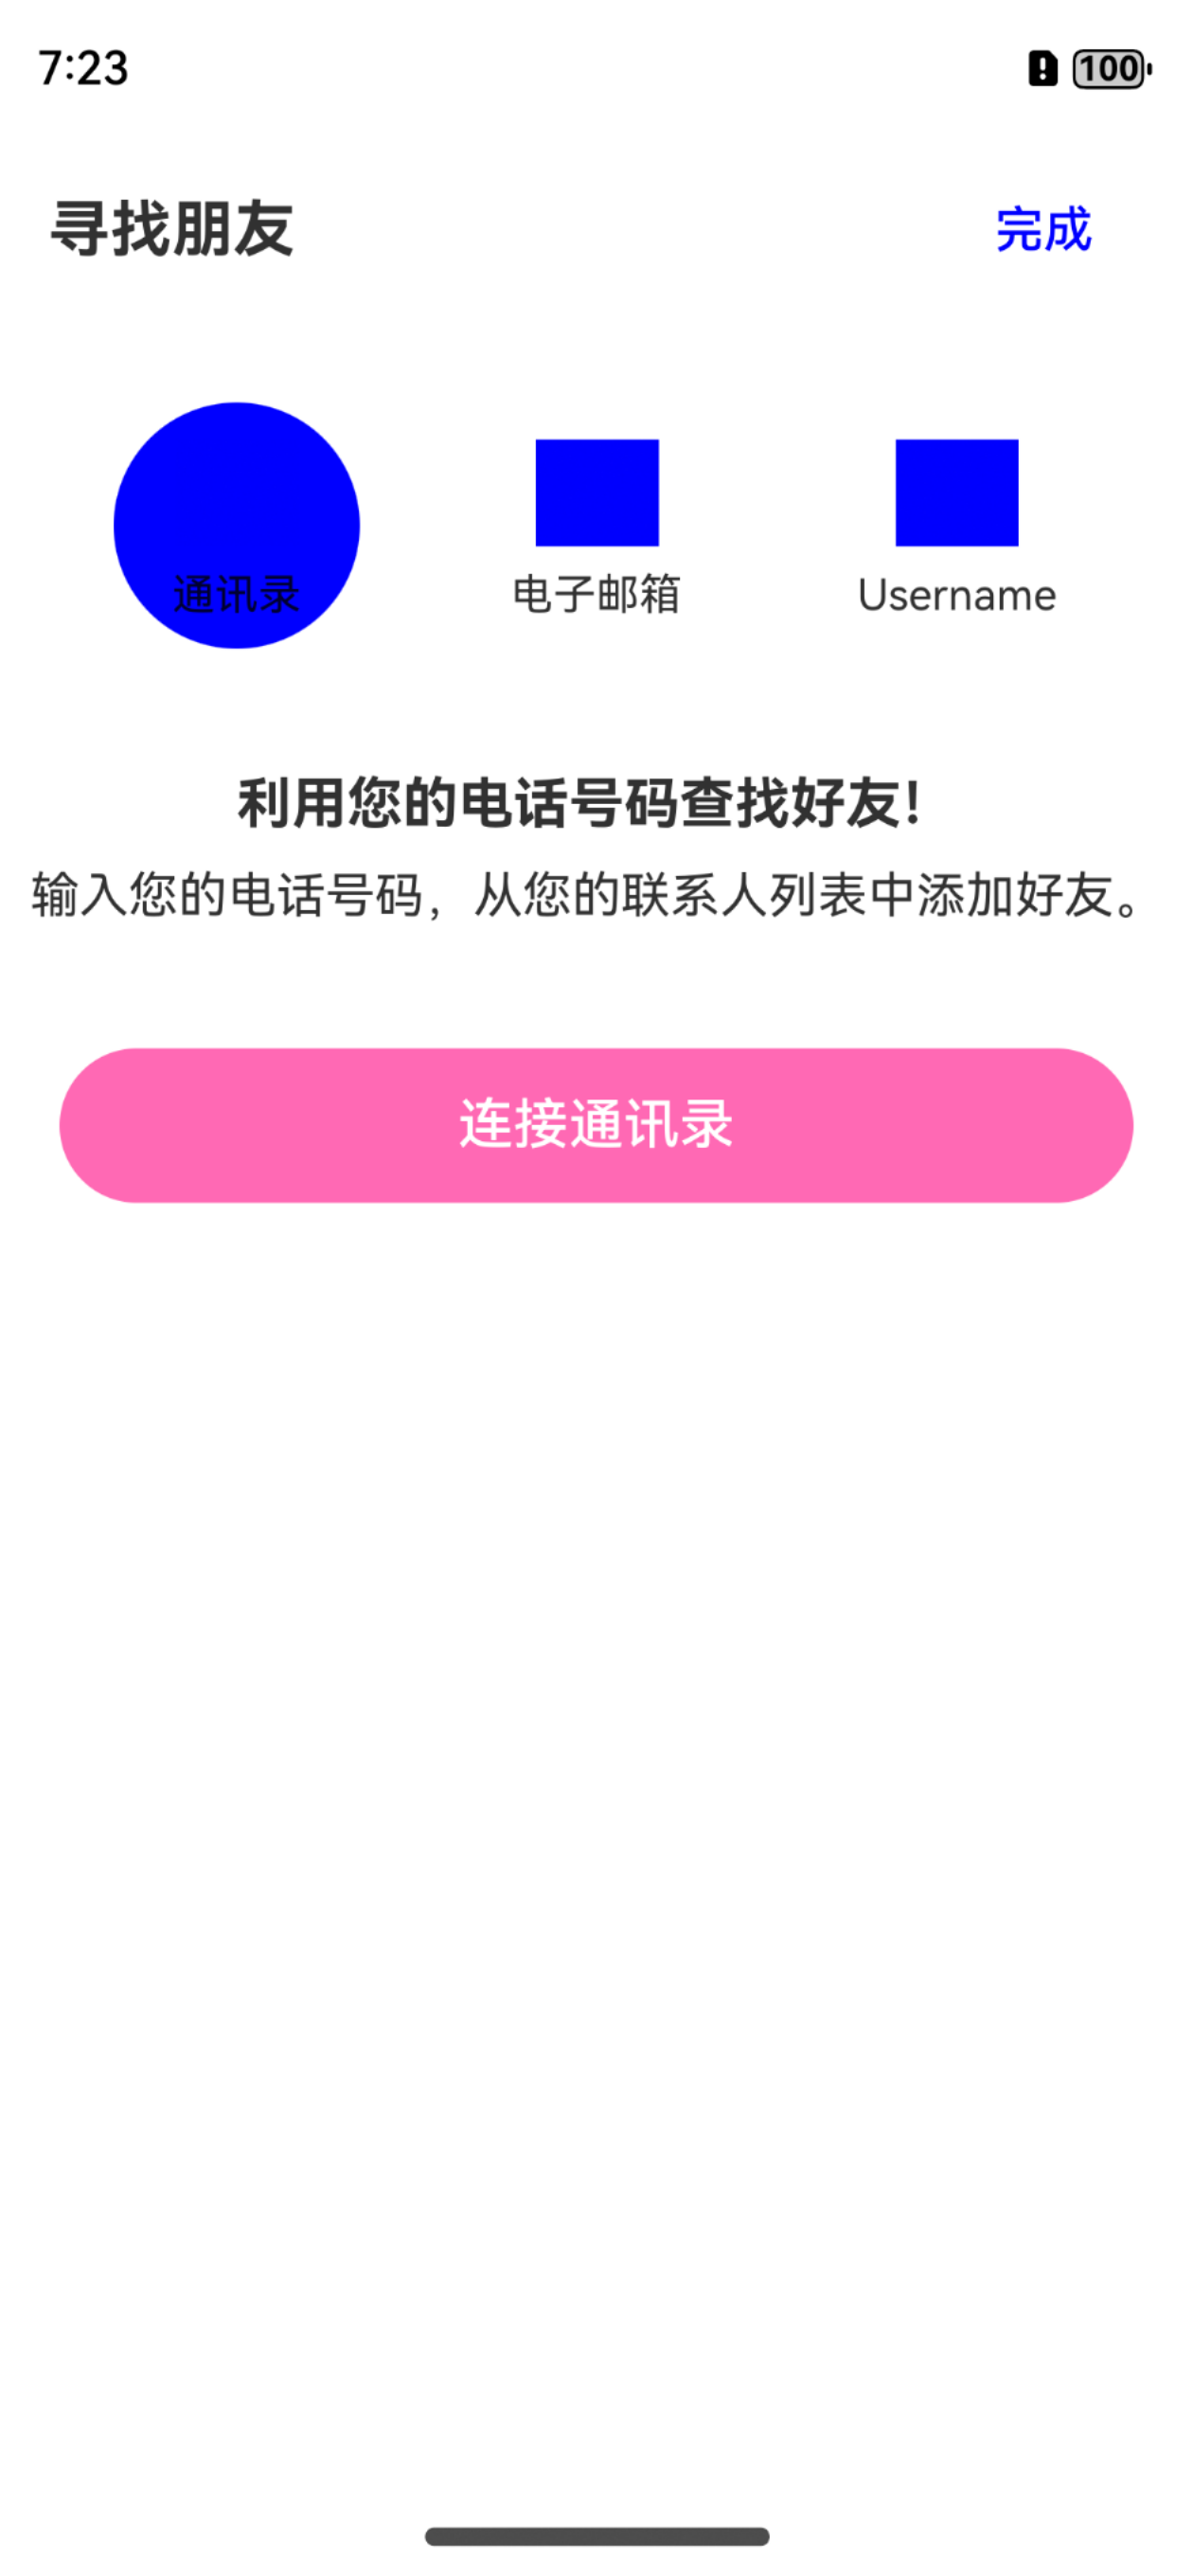 7:23
100
寻找朋友
完成
通讯录
电子邮箱
Username
利用您的电话号码查找好友!
输入您的电话号码，从您的联系人列表中添加好友。
连接通讯录